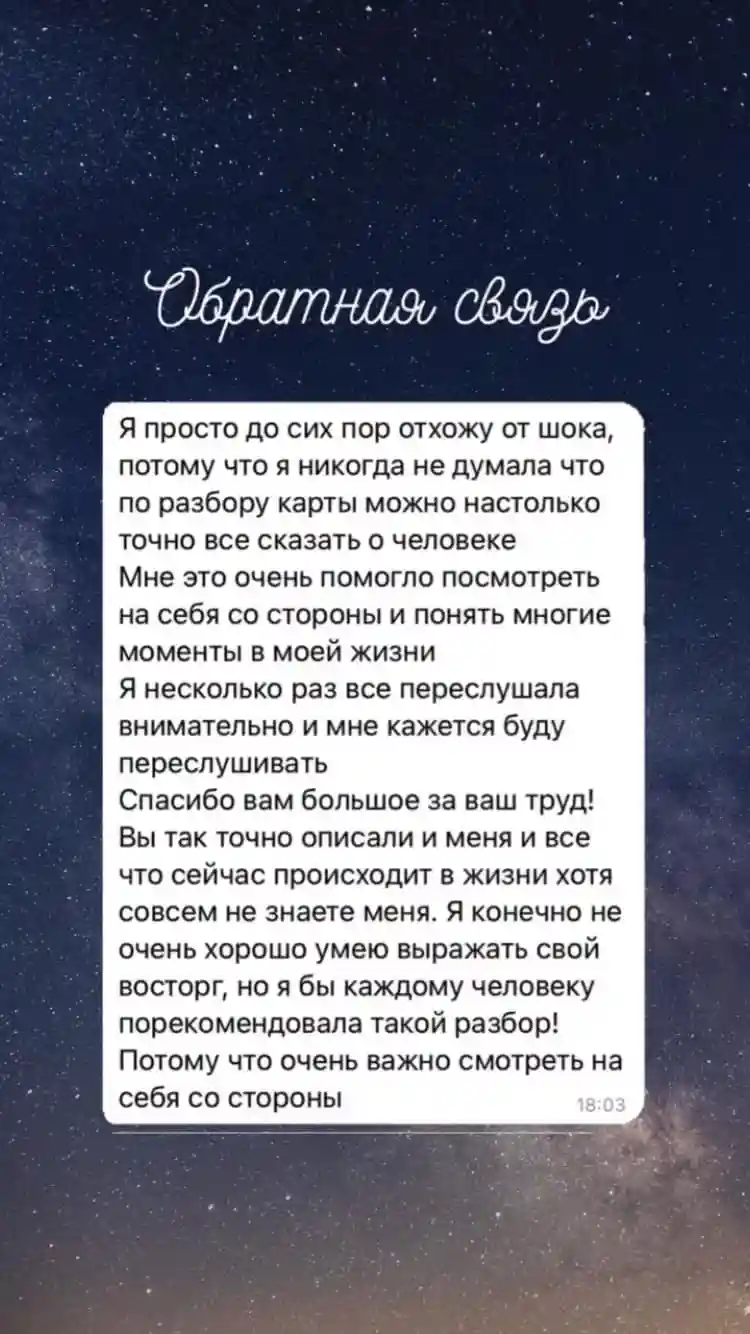 Обратная связь
Я просто до сих пор отхожу от шока,
потому что я никогда не думала что
по разбору карты можно настолько
точно все сказать о человеке
Мне это очень помогло посмотреть
на себя со стороны и понять многие
моменты в моей жизни
Я несколько раз все переслушала
внимательно и мне кажется буду
переслушивать
Спасибо вам большое за ваш труд!
Вы так точно описали и меня и все
что сейчас происходит в жизни хотя
совсем не знаете меня. Я конечно не
очень хорошо умею выражать свой
восторг, но я бы каждому человеку
порекомендовала такой разбор!
Потому что очень важно смотреть на
себя со стороны
18:03